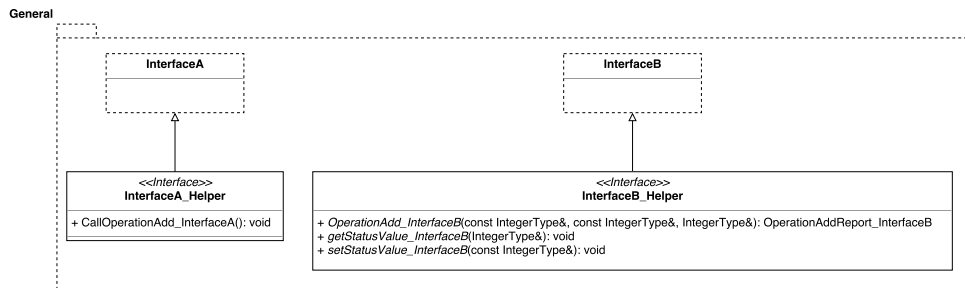 General
InterfaceA
InterfaceB
<<Interface>>
InterfaceA_Helper
+ CallOperationAdd_InterfaceA(): void
<<Interface>>
InterfaceB_Helper
+ OperationAdd_InterfaceB(const IntegerType&, const IntegerType&, IntegerType&): OperationAddReport_InterfaceB
+ getStatusValue_InterfaceB(IntegerType&): void
+ setStatusValue_InterfaceB(const IntegerType&): void